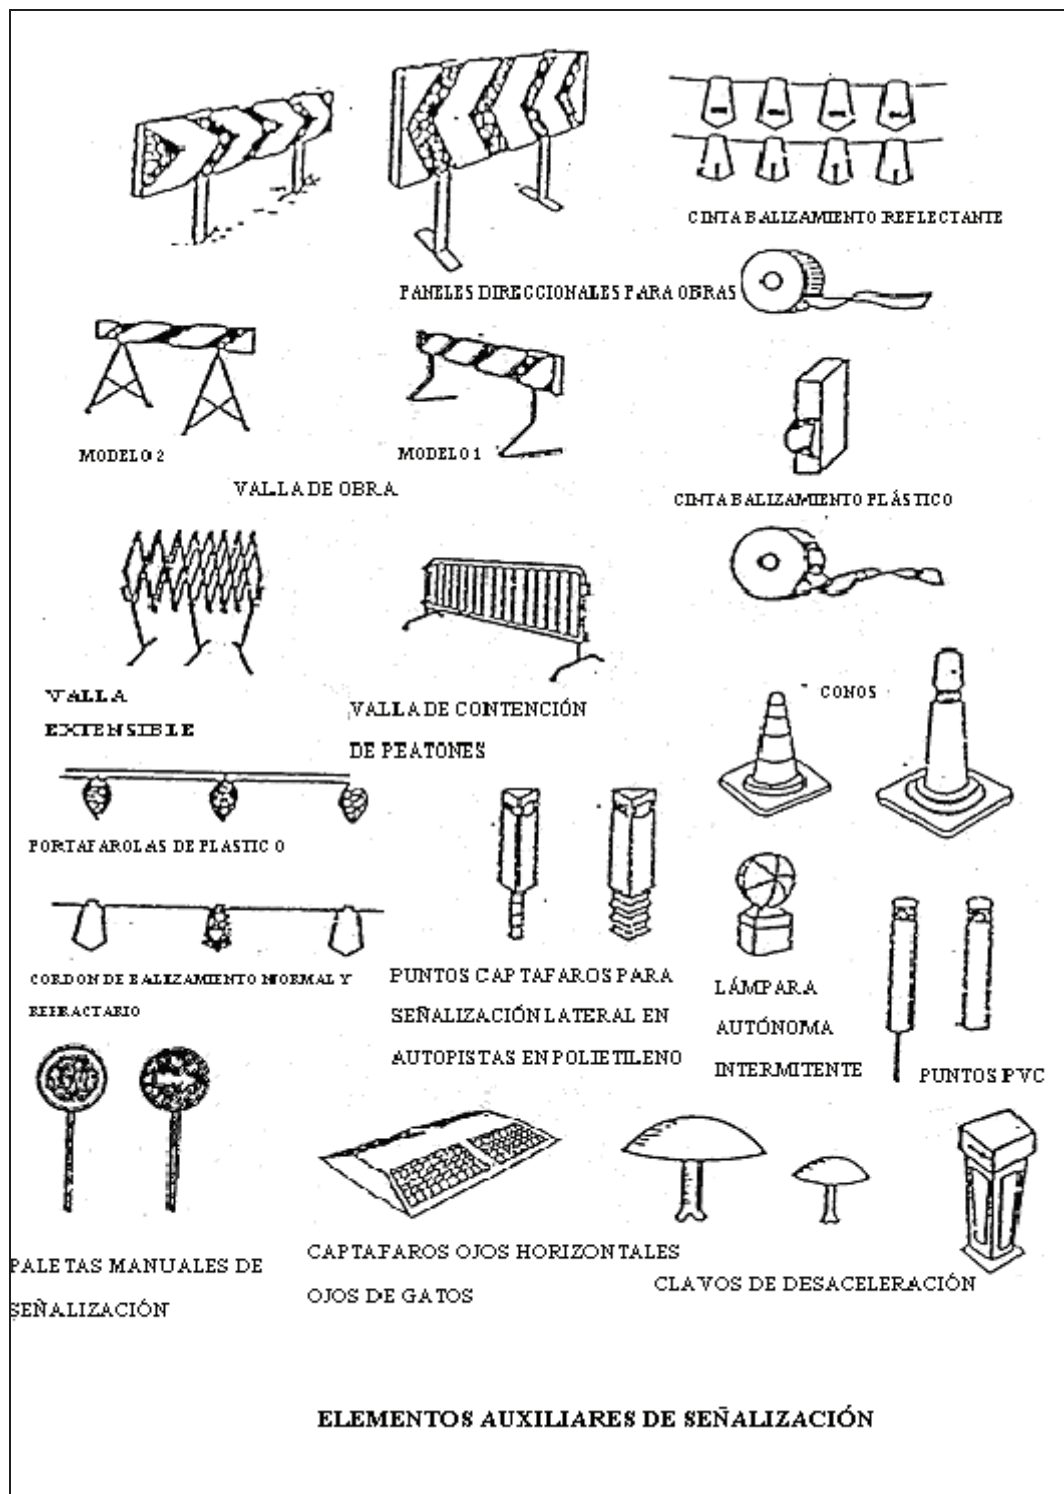 CINTA BALIZAMIENTO REFLECTANTE
PANELES DIRECCIONALES PARA OBRAS
MODELO 2
MODELO 1
VALLA DE OBRA
CINTA BALIZAMIENTO PLÁSTICO
VALLA
EXTENSIBLE
VALLA DE CONTENCIÓN
DE PEATONES
CONOS
PORTAFAROLAS DE PLASTICO
CORDON DE BALIZAMIENTO NORMAL Y
REFRACTARIO
PUNTOS CAPTAFAROS PARA
SEÑALIZACIÓN LATERAL EN
AUTOPISTAS EN POLIETILENO
LÁMPARA
AUTÓNOMA
INTERMITENTE
PUNTOS PVC
PALETAS MANUALES DE
SEÑALIZACIÓN
CAPTAFAROS OJOS HORIZONTALES
OJOS DE GATOS
CLAVOS DE DESACELERACIÓN
ELEMENTOS AUXILIARES DE SEÑALIZACIÓN